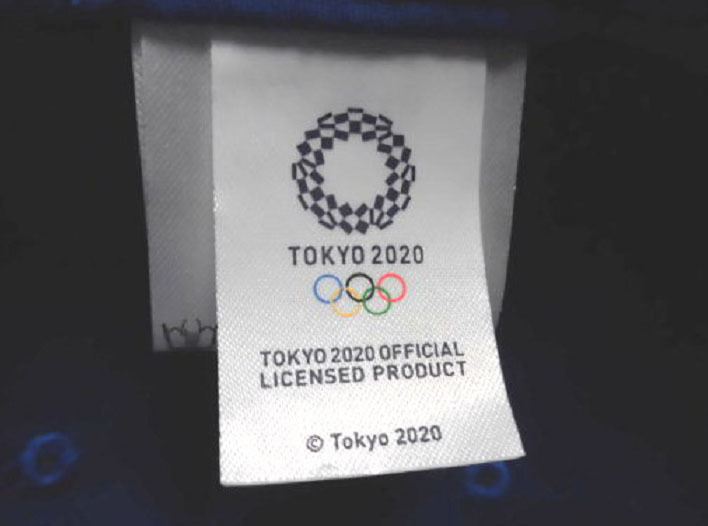 TOKYO 2020
TOKYO 2020 OFFICIAL
LICENSED PRODUCT
© Tokyo 2020